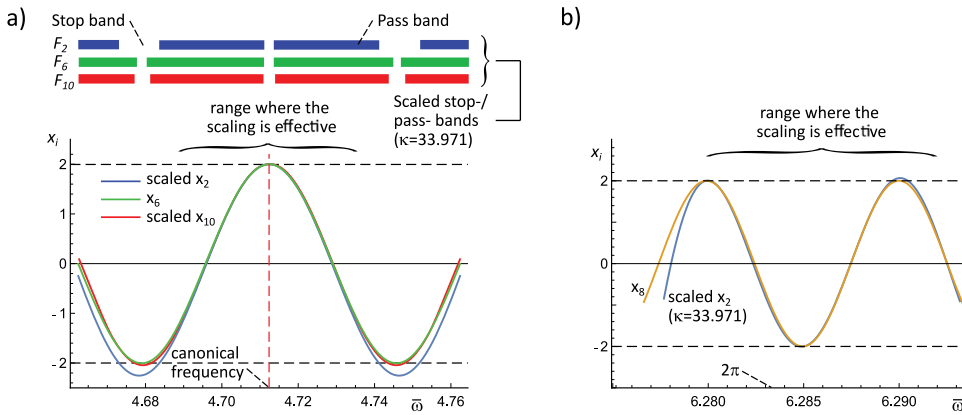 a)
Stop band
Pass band
F2
F6
F10
Scaled stop-/
pass- bands
(κ=33.971)
range where the
scaling is effective
xi
scaled x2
x6
scaled x10
2
1
0
-1
-2
canonical
frequency
4.68
4.70
4.72
4.74
4.76
ω̅
b)
range where the
scaling is effective
xi
2
0
-2
x8
scaled x2
(κ=33.971)
2π
6.280
6.285
6.290
ω̅